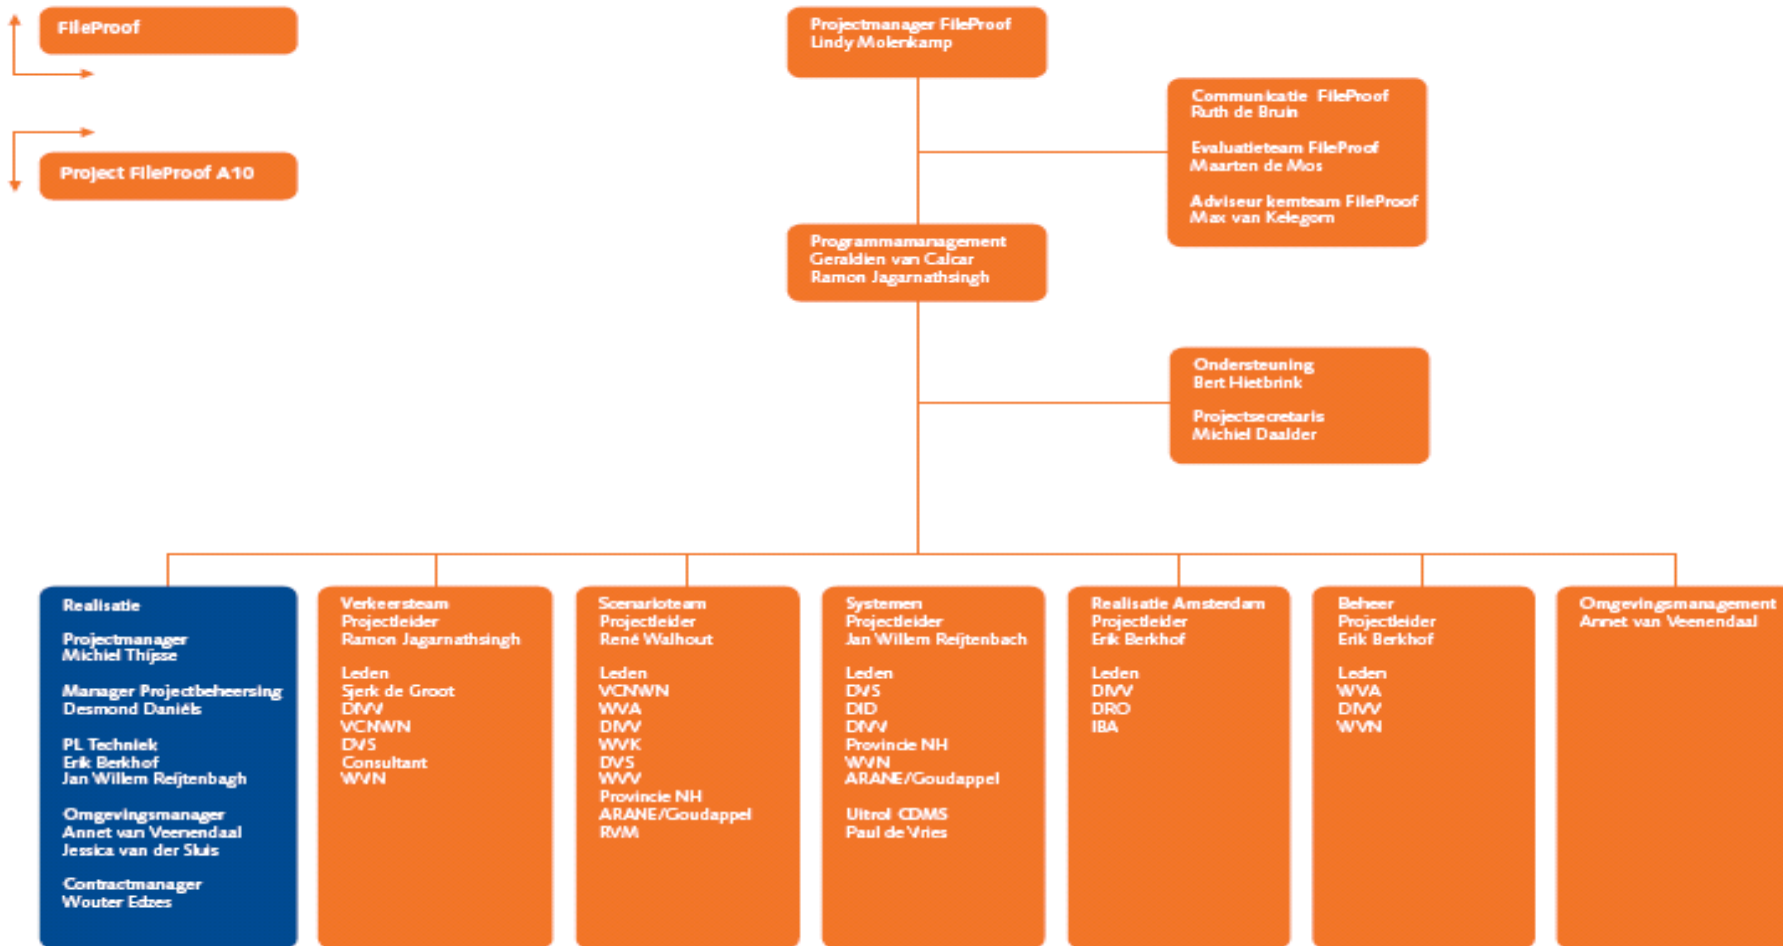 FileProof
Project FileProof A10
Projectmanager FileProof
Lindy Molenkamp
Communicatie FileProof
Ruth de Bruin
Evaluatieteam FileProof
Maarten de Mos
Adviseur kernteam FileProof
Max van Kelegom
Programmamanagement
Geraldien van Calcar
Ramon Jagarnathsingh
Ondersteuning
Bert Hietbrink
Projectsecretaris
Michiel Daalder
Realisatie
Projectmanager
Michiel Thijsse
Manager Projectbeheersing
Desmond Daniëls
PL Techniek
Erik Berkhof
Jan Willem Reijtenbagh
Omgevingsmanager
Annet van Veenendaal
Jessica van der Sluis
Contractmanager
Wouter Edzes
Verkeersteam
Projectleider
Ramon Jagarnathsingh
Leden
Sjerk de Groot
DIVV
VCNWN
DVS
Consultant
WVN
Scenarioteam
Projectleider
René Walhout
Leden
VCNWN
WVA
DIVV
WVK
DVS
WVV
Provincie NH
ARANE/Goudappel
RVM
Systemen
Projectleider
Jan Willem Reijtenbach
Leden
DVS
DID
DIVV
Provincie NH
WVN
ARANE/Goudappel
Uitrol CDMS
Paul de Vries
Realisatie Amsterdam
Projectleider
Erik Berkhof
Leden
DIVV
DRO
IBA
Beheer
Projectleider
Erik Berkhof
Leden
WVA
DIVV
WVN
Omgevingsmanagement
Annet van Veenendaal